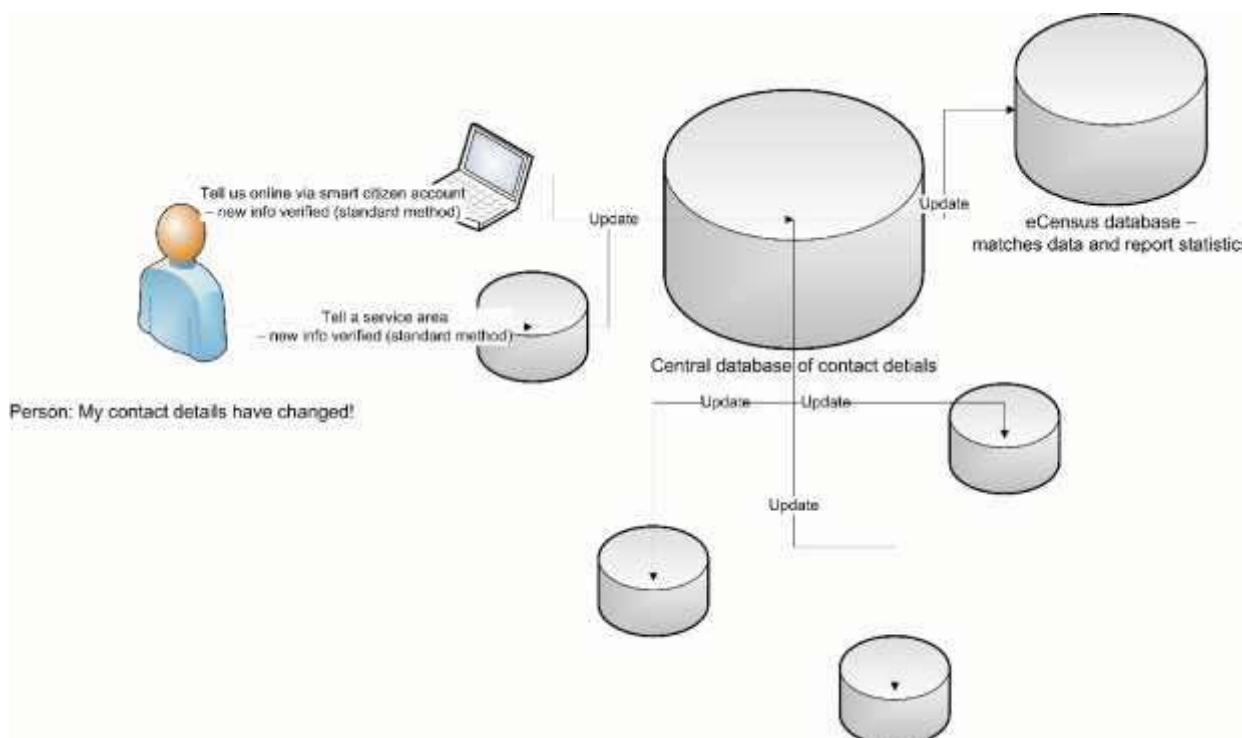 Tell us online via smart citizen account
– new info verified (standard method)
Update
Update
eCensus database –
matches data and report statistics
Tell a service area
– new info verified (standard method)
Central database of contact detials
Person: My contact details have changed!
Update
Update
Update